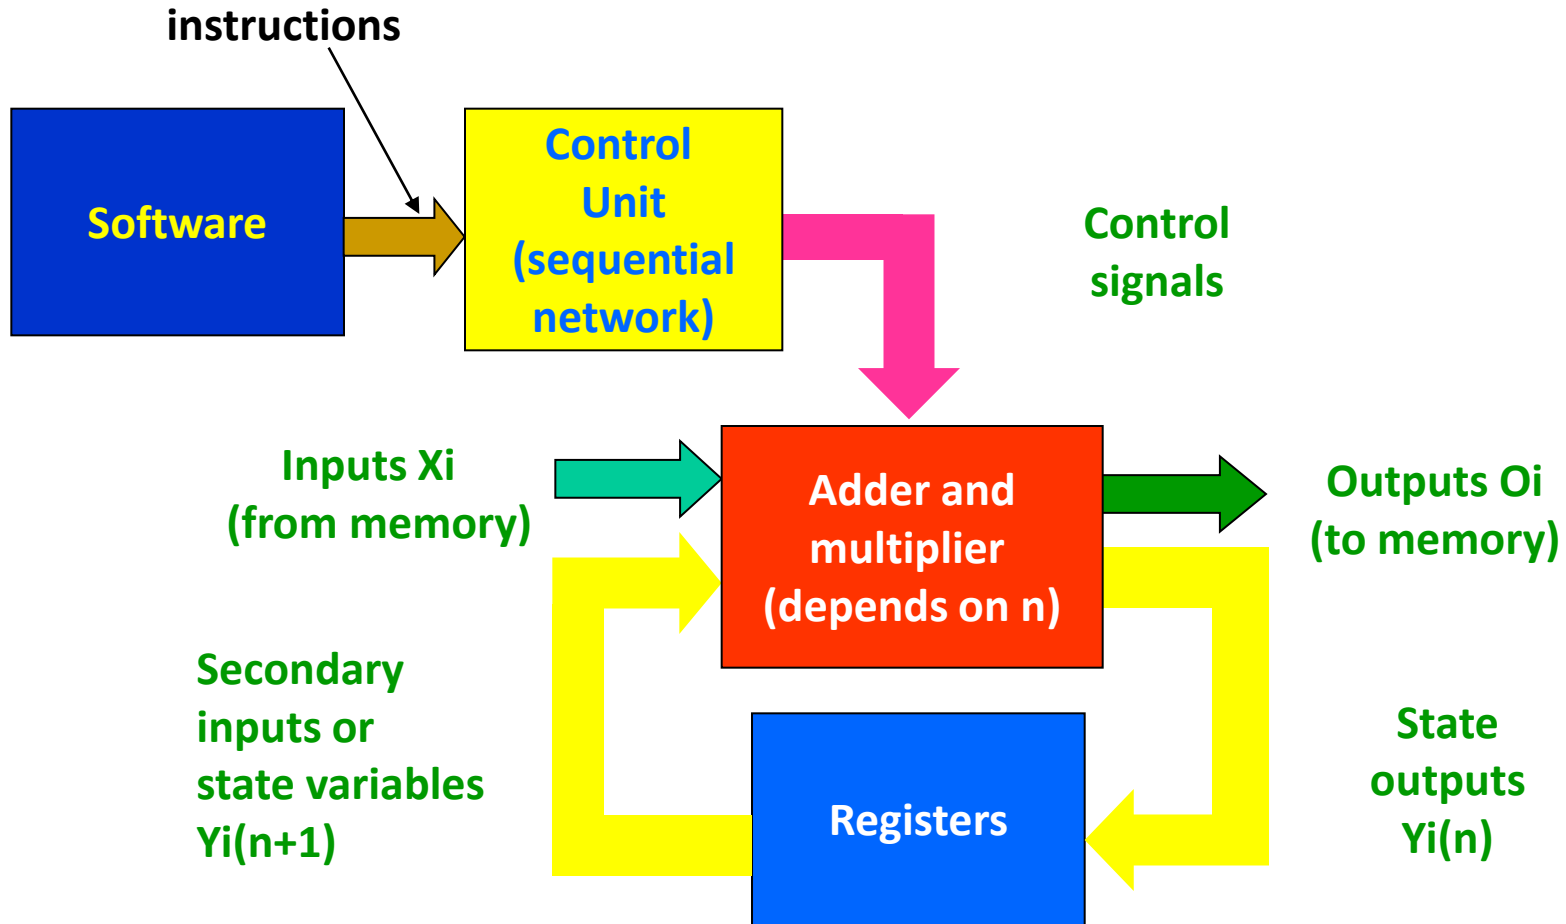 instructions
Software
Control
Unit
(sequential
network)
Control
signals
Inputs Xi
(from memory)
Adder and
multiplier
(depends on n)
Outputs Oi
(to memory)
Secondary
inputs or
state variables
Yi(n+1)
Registers
State
outputs
Yi(n)